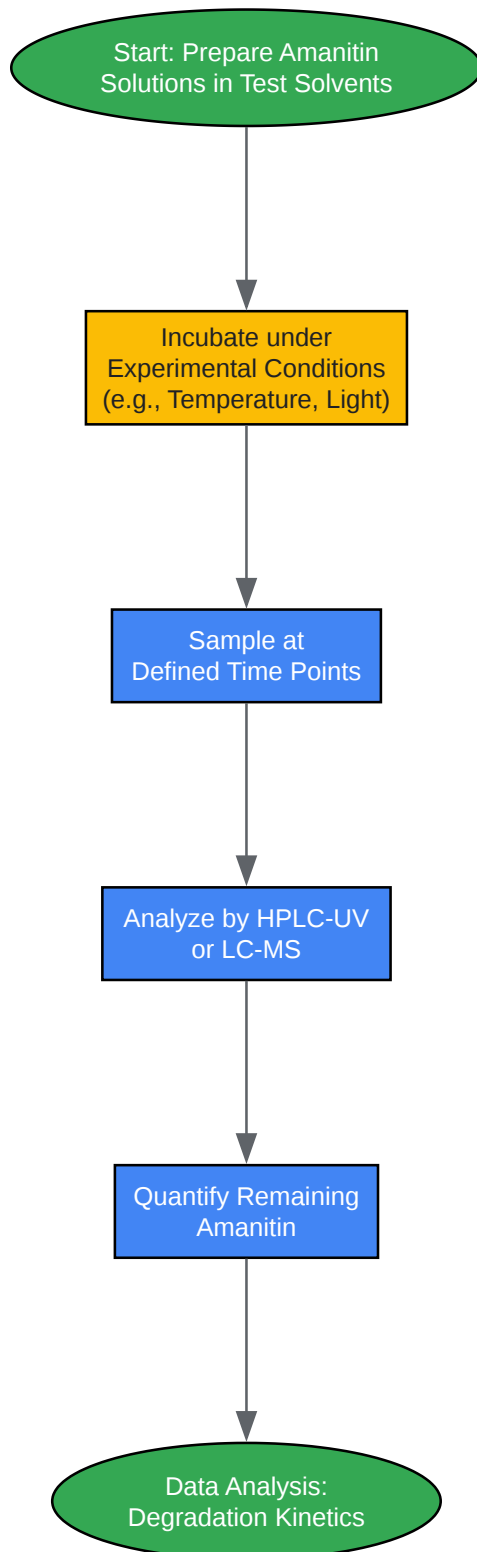 Start: Prepare Amanitin
Solutions in Test Solvents
Incubate under
Experimental Conditions
(e.g., Temperature, Light)
Sample at
Defined Time Points
Analyze by HPLC-UV
or LC-MS
Quantify Remaining
Amanitin
Data Analysis:
Degradation Kinetics